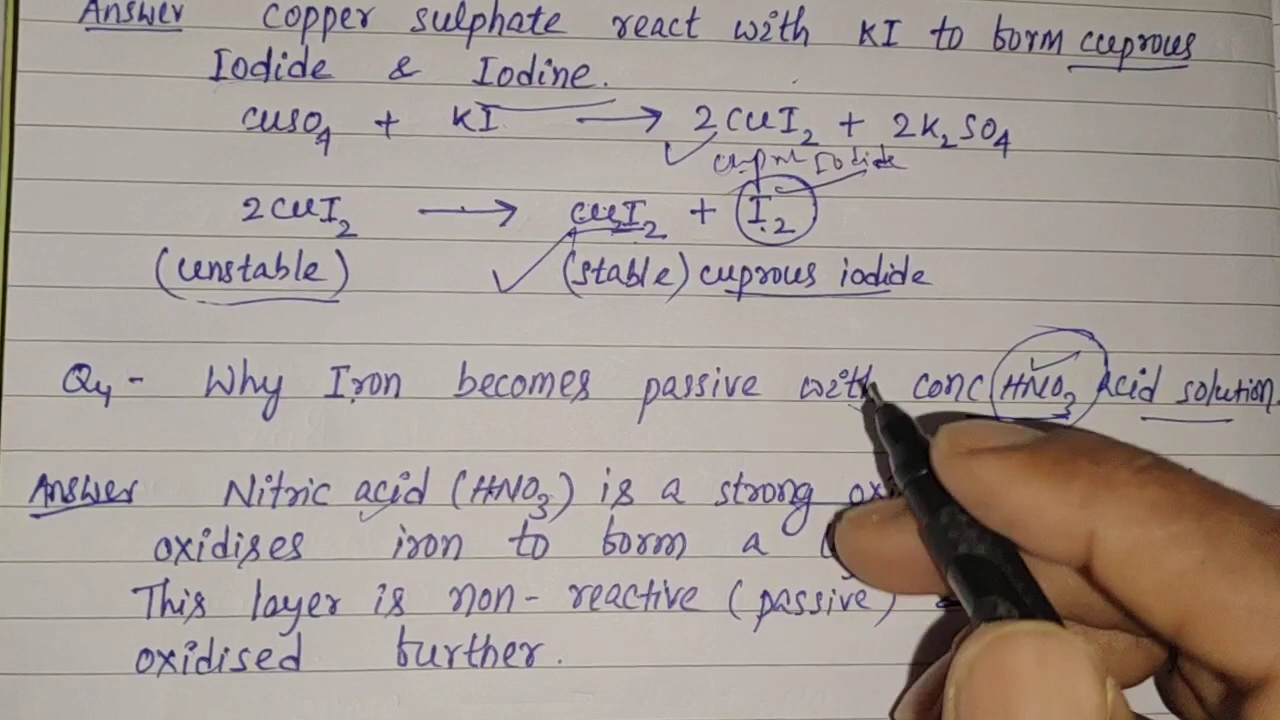 Answer copper sulphate react with KI to form cuprous
Iodide & Iodine.
CuSO₄ + KI → 2CuI₂ + 2K₂SO₄
Iodide
2CuI₂ → Cu₂I₂ + I₂
(unstable) (stable) cuprous iodide
Q4 - Why Iron becomes passive with conc HNO₃ Acid solution.
Answer Nitric acid (HNO₃) is a strong
oxidises iron to form a
This layer is non-reactive (passive)
oxidised further.